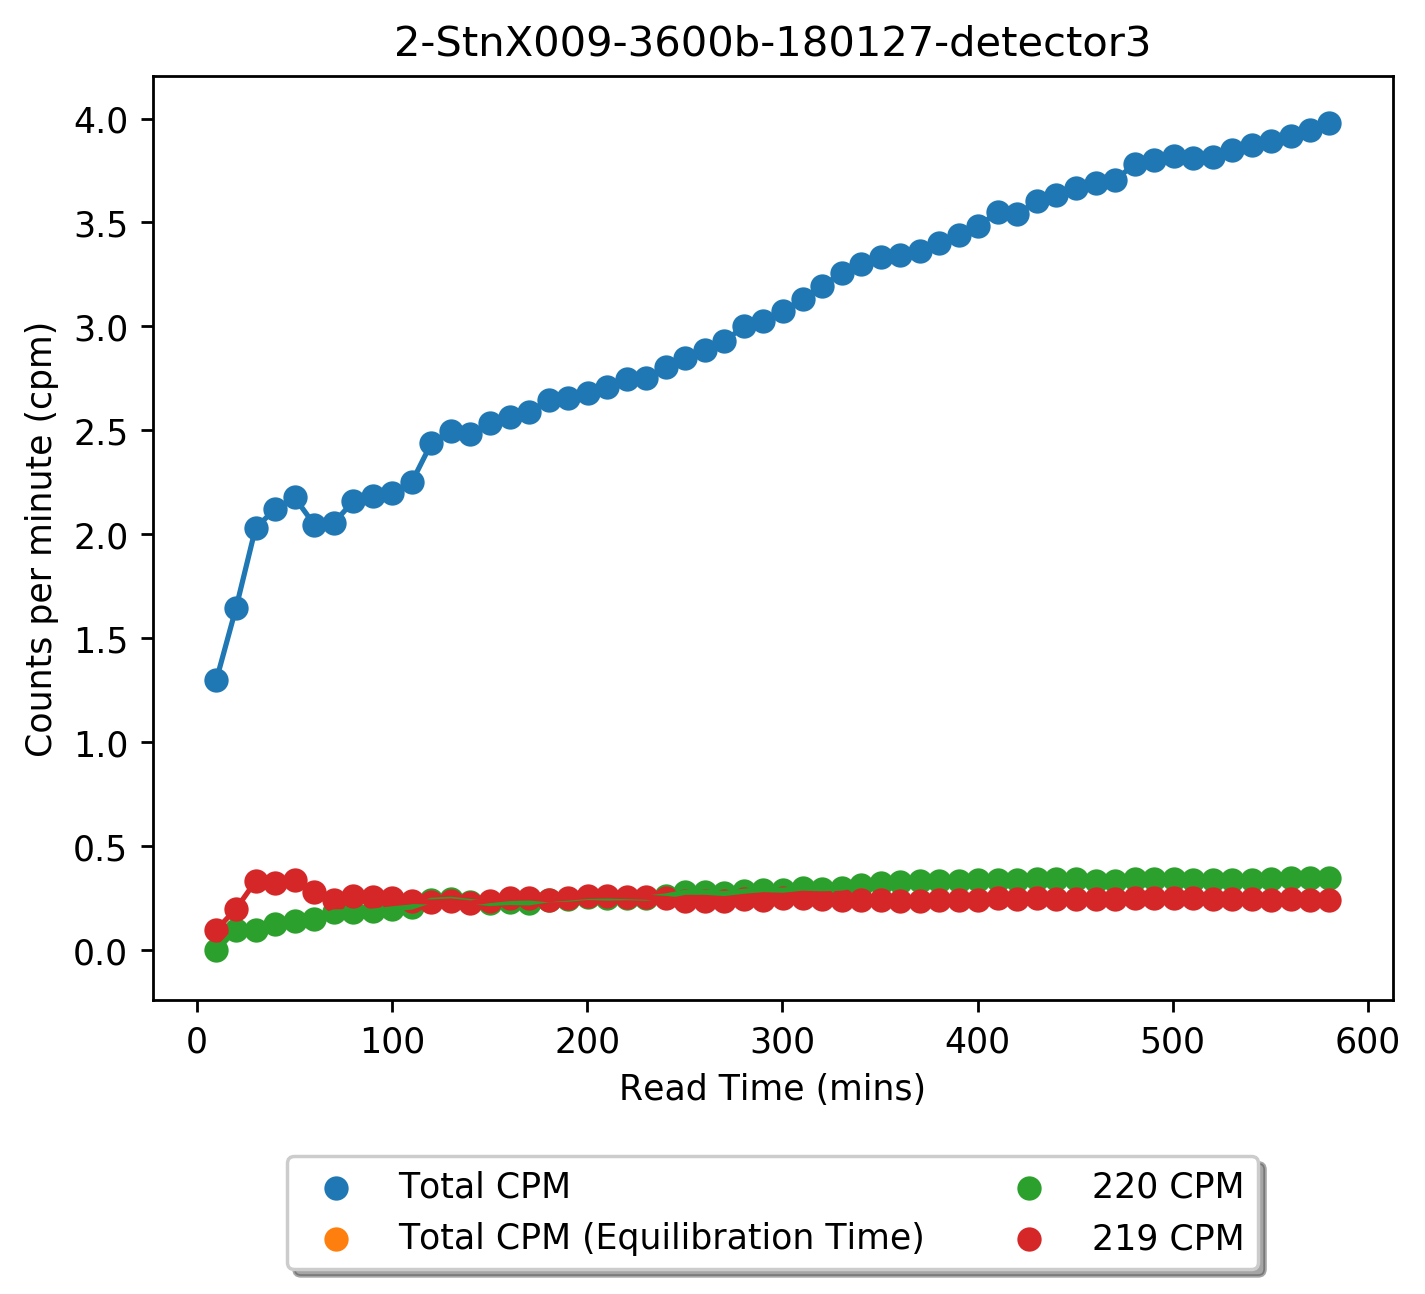 2-StnX009-3600b-180127-detector3
Counts per minute (cpm)
4.0
3.5
3.0
2.5
2.0
1.5
1.0
0.5
0.0
0 100 200 300 400 500 600
Read Time (mins)
Total CPM
Total CPM (Equilibration Time)
220 CPM
219 CPM